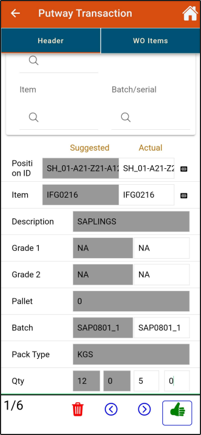 Putway Transaction
Header WO Items
Item Batch/serial
Suggested Actual
Positi SH_01-A21-Z21-A1 SH_01-A21-Z2
on ID
Item IFG0216 IFG0216
Description SAPLINGS
Grade 1 NA NA
Grade 2 NA NA
Pallet 0
Batch SAP0801_1 SAP0801_1
Pack Type KGS
Qty 12 0 5 0
1/6